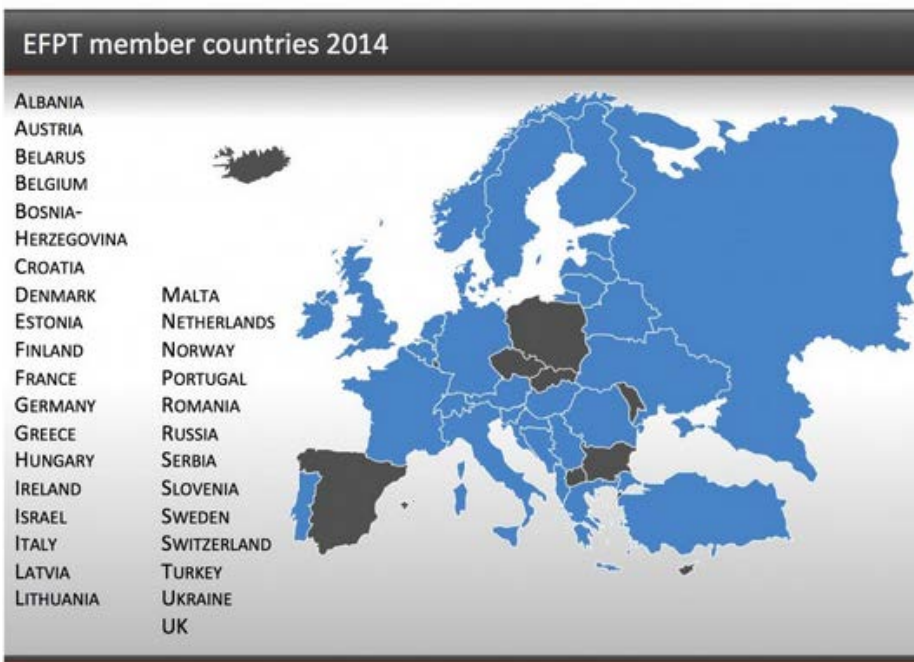 EFPT member countries 2014
ALBANIA
AUSTRIA
BELARUS
BELGIUM
BOSNIA-
HERZEGOVINA
CROATIA
DENMARK
ESTONIA
FINLAND
FRANCE
GERMANY
GREECE
HUNGARY
IRELAND
ISRAEL
ITALY
LATVIA
LITHUANIA
MALTA
NETHERLANDS
NORWAY
PORTUGAL
ROMANIA
RUSSIA
SERBIA
SLOVENIA
SWEDEN
SWITZERLAND
TURKEY
UKRAINE
UK